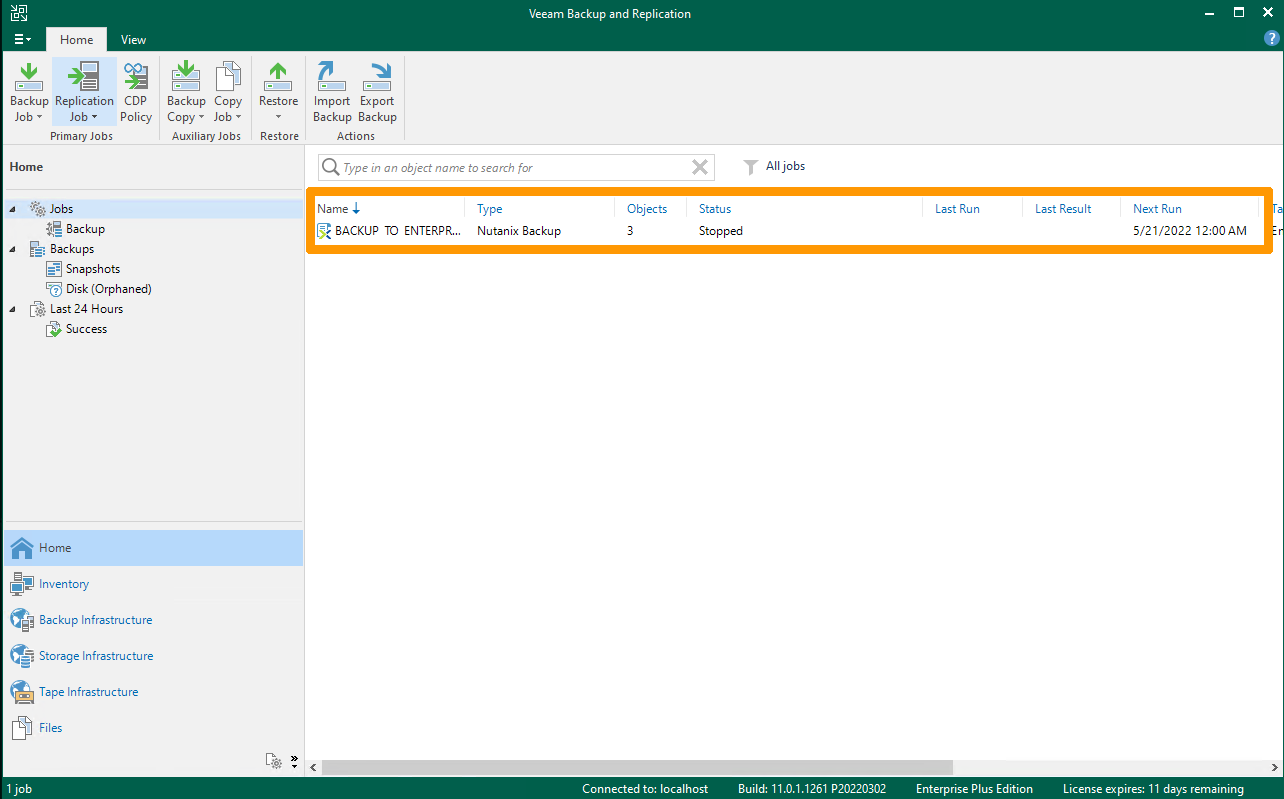 Veeam Backup and Replication
Home View
Backup Job Replication Job CDP Policy Backup Copy Copy Job Restore Import Backup Export Backup
Primary Jobs Auxiliary Jobs Restore Actions
Home
Type in an object name to search for All jobs
Jobs
Backup
Backups
Snapshots
Disk (Orphaned)
Last 24 Hours
Success
Name Type Objects Status Last Run Last Result Next Run Ta
BACKUP TO ENTERPR... Nutanix Backup 3 Stopped 5/21/2022 12:00 AM En
Home
Inventory
Backup Infrastructure
Storage Infrastructure
Tape Infrastructure
Files
1 job Connected to: localhost Build: 11.0.1.1261 P20220302 Enterprise Plus Edition License expires: 11 days remaining